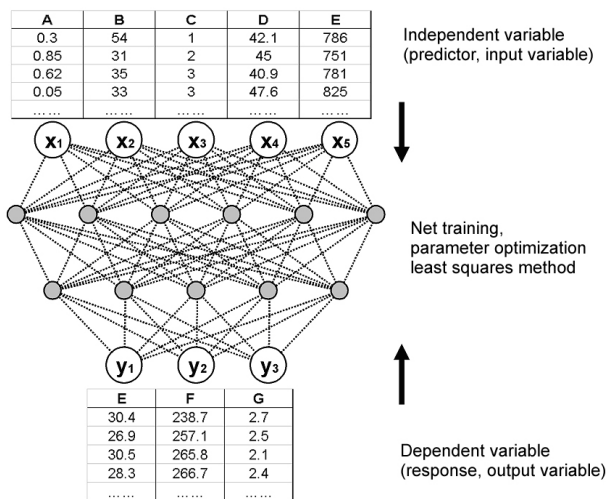 A B C D E
0.3 54 1 42.1 786
0.85 31 2 45 751
0.62 35 3 40.9 781
0.05 33 3 47.6 825
...... ...... ...... ...... ......
Independent variable
(predictor, input variable)
x1 x2 x3 x4 x5
Net training,
parameter optimization
least squares method
y1 y2 y3
E F G
30.4 238.7 2.7
26.9 257.1 2.5
30.5 265.8 2.1
28.3 266.7 2.4
...... ...... ......
Dependent variable
(response, output variable)